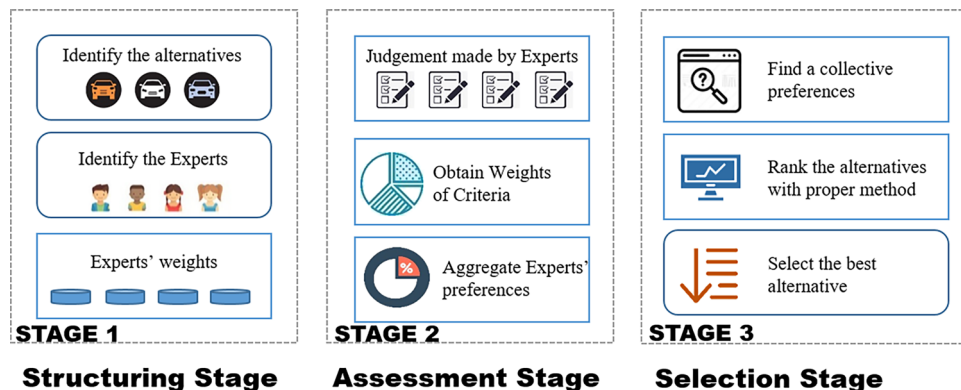 Identify the alternatives
Identify the Experts
Experts' weights
STAGE 1
Structuring Stage
Judgement made by Experts
Obtain Weights
of Criteria
%
Aggregate Experts'
preferences
STAGE 2
Assessment Stage
?
Find a collective
preferences
Rank the alternatives
with proper method
Select the best
alternative
STAGE 3
Selection Stage